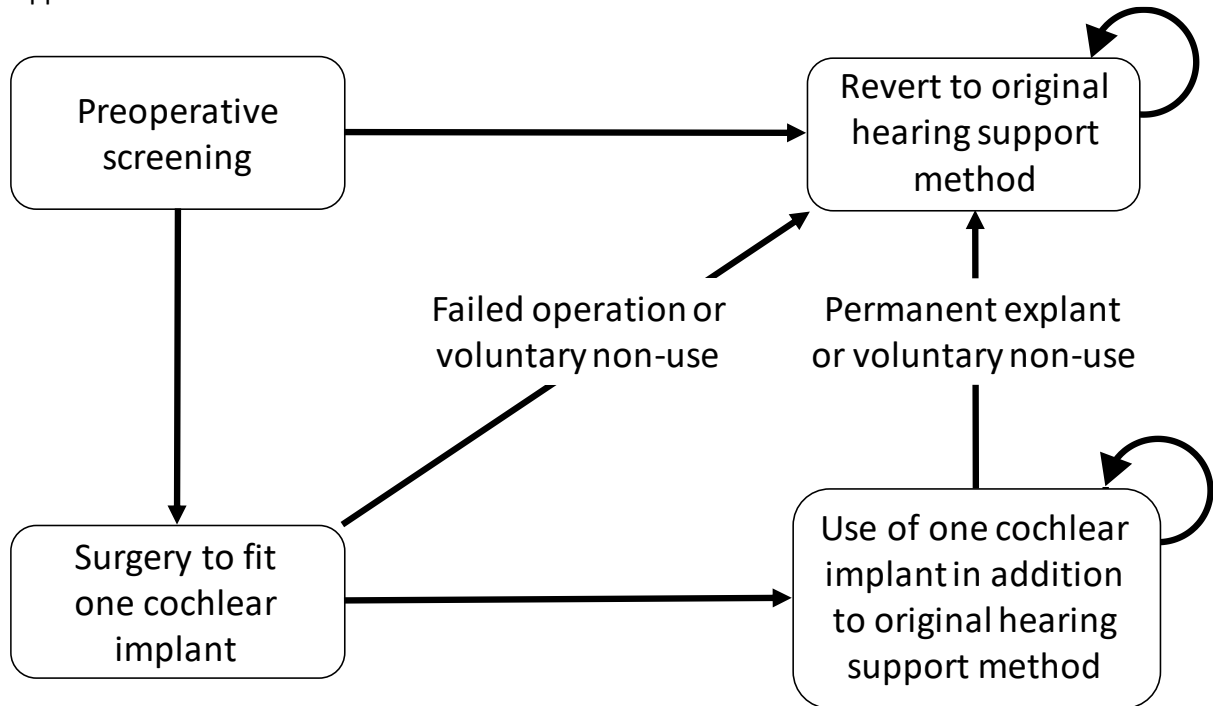 Preoperative
screening
Revert to original
hearing support
method
Failed operation or
voluntary non-use
Permanent explant
or voluntary non-use
Surgery to fit
one cochlear
implant
Use of one cochlear
implant in addition
to original hearing
support method